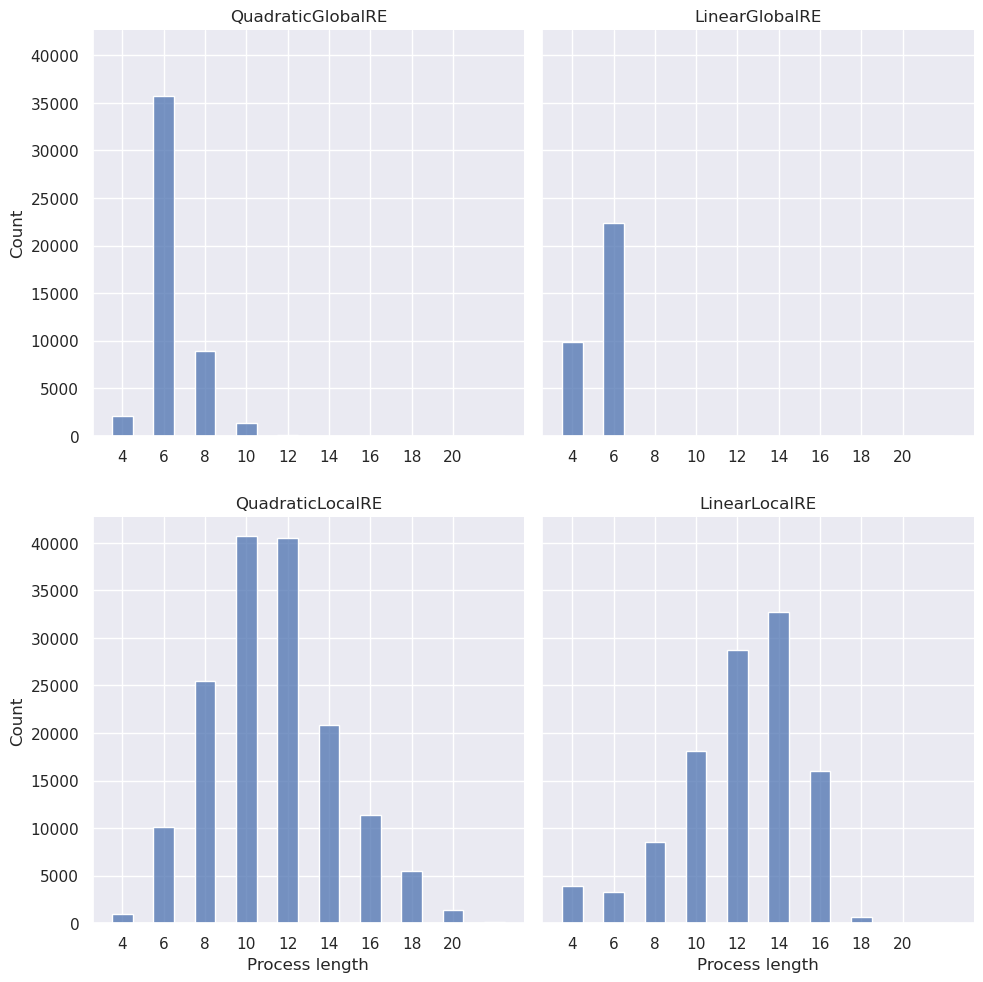 QuadraticGlobalRE
LinearGlobalRE
40000
35000
30000
25000
20000
15000
10000
5000
0
Count
4 6 8 10 12 14 16 18 20
4 6 8 10 12 14 16 18 20
QuadraticLocalRE
LinearLocalRE
40000
35000
30000
25000
20000
15000
10000
5000
0
Count
4 6 8 10 12 14 16 18 20
Process length
4 6 8 10 12 14 16 18 20
Process length